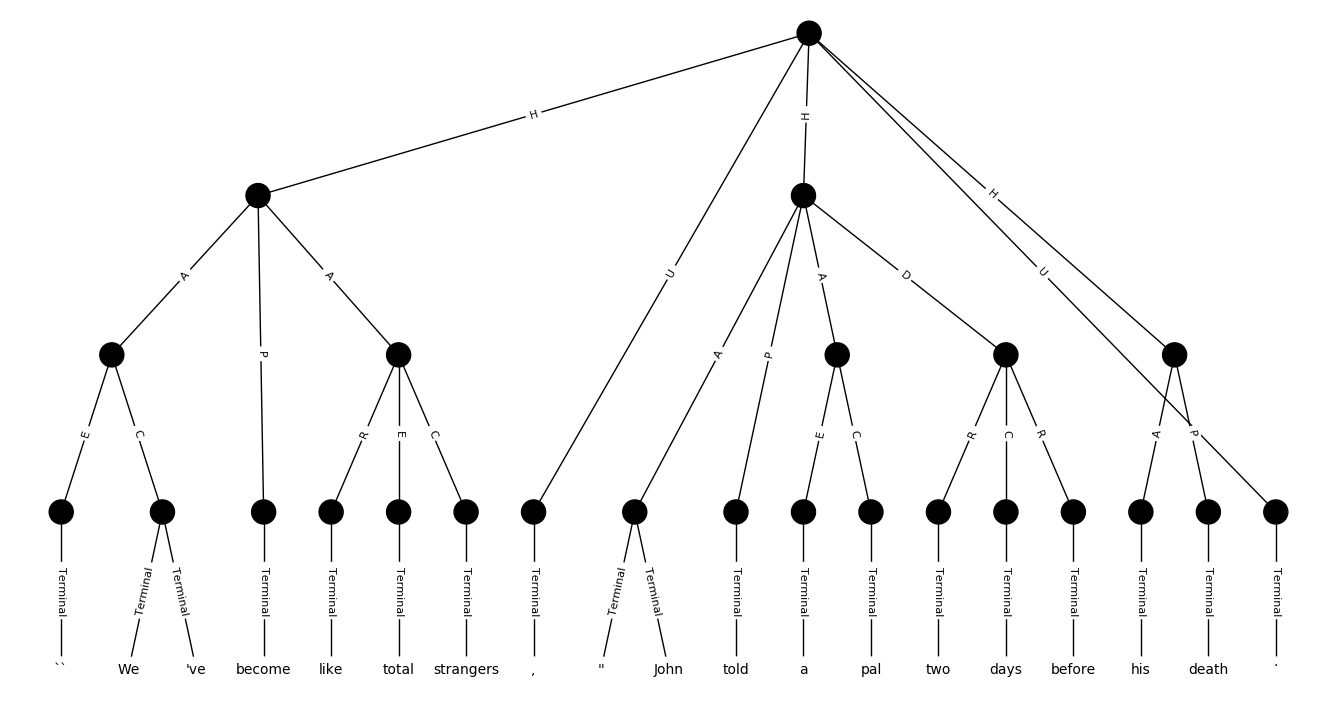 H
H
H
U
U
A
P
A
A
P
A
D
E
C
R
E
C
E
C
R
C
R
A
P
Terminal Terminal Terminal Terminal Terminal Terminal Terminal Terminal Terminal Terminal Terminal Terminal Terminal Terminal Terminal Terminal Terminal Terminal Terminal
`` We 've become like total strangers , " John told a pal two days before his death .